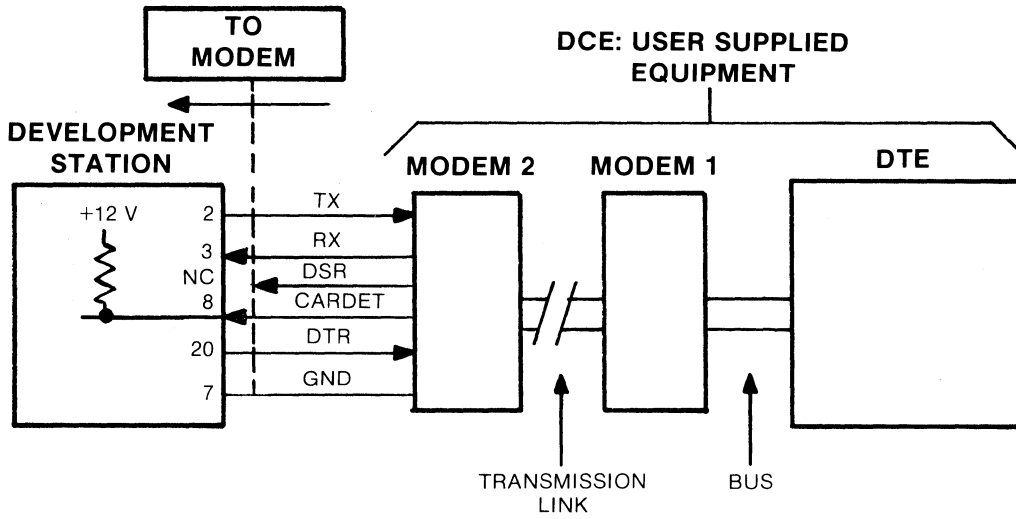 TO
MODEM
DCE: USER SUPPLIED
EQUIPMENT
DEVELOPMENT
STATION
MODEM 2
MODEM 1
DTE
+12 V
2
TX
3
RX
NC
DSR
8
CARDET
20
DTR
7
GND
TRANSMISSION
LINK
BUS